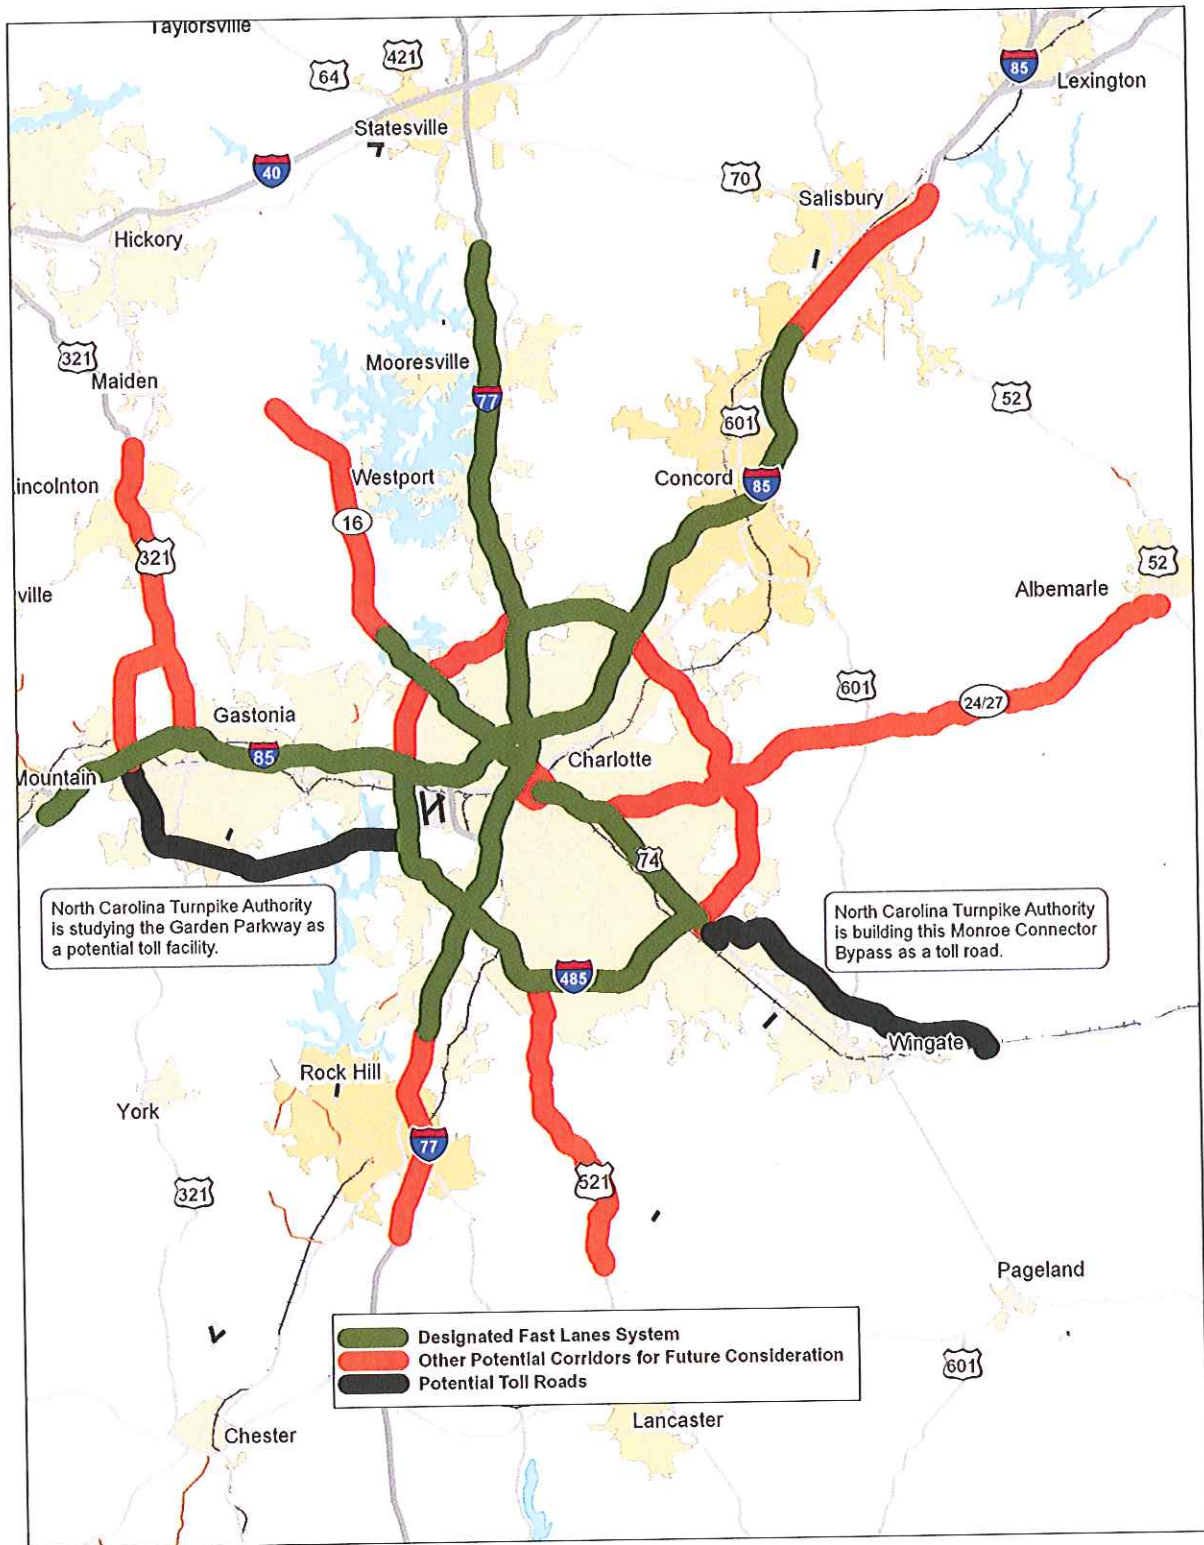 Taylorsville
421
64
85
Lexington
Statesville
40
70
Salisbury
Hickory
321
Maiden
Mooresville
77
52
601
Westport
Concord
85
incolnton
16
321
52
ville
Albemarle
601
24/27
Gastonia
85
Charlotte
Mountain
74
North Carolina Turnpike Authority
is studying the Garden Parkway as
a potential toll facility.
North Carolina Turnpike Authority
is building this Monroe Connector
Bypass as a toll road.
485
Wingate
Rock Hill
York
77
321
521
Pageland
Designated Fast Lanes System
Other Potential Corridors for Future Consideration
Potential Toll Roads
601
Lancaster
Chester